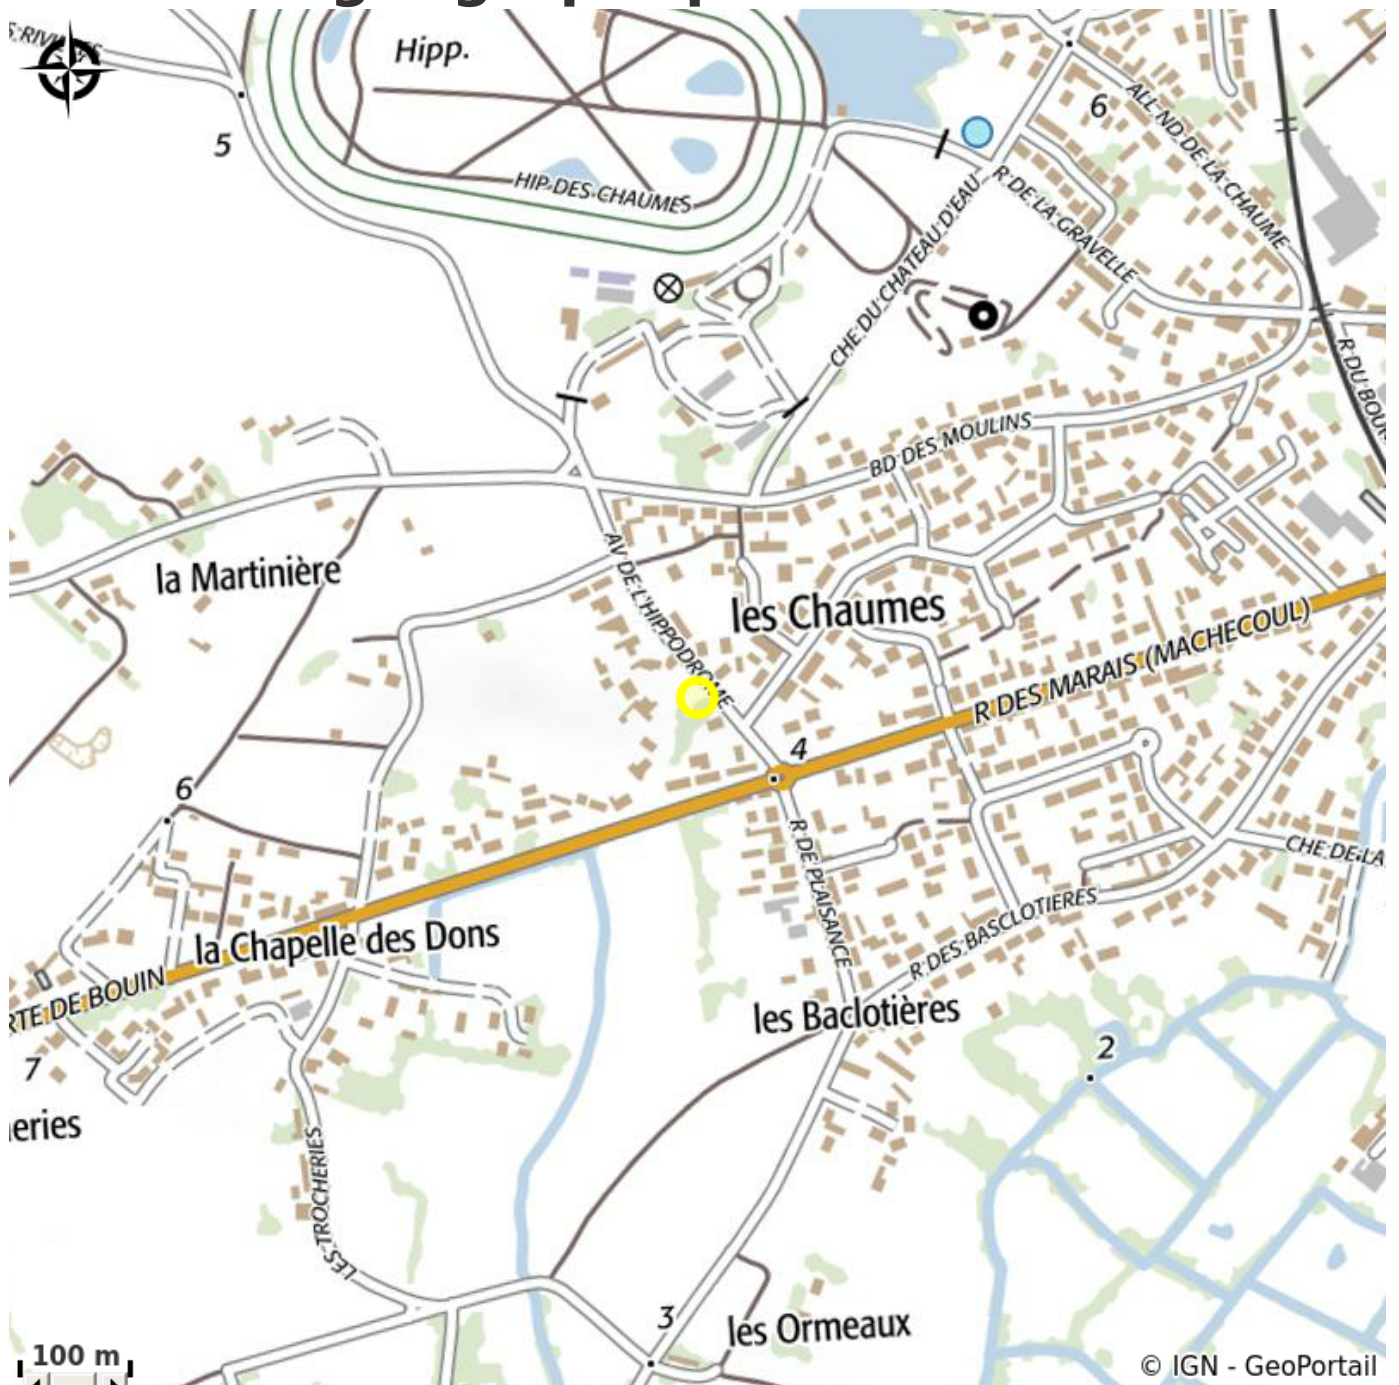 Hipp.
5
6
ALL ND DE LA CHAUME
HIP DES CHAUMES
R DE LA GRAVELLE
CHE DU CHATEAU D'EAU
BD DES MOULINS
la Martinière
AV DE L'HIPPODROME
les Chaumes
R DES MARAIS (MACHECOUL)
4
6
R DE PLAISANCE
CHE DE LA
R DES BASCLOTIERES
la Chapelle des Dons
RTE DE BOUIN
les Baclotières
7
2
eries
LES TROCHERIES
3
les Ormeaux
100 m
© IGN - GeoPortail